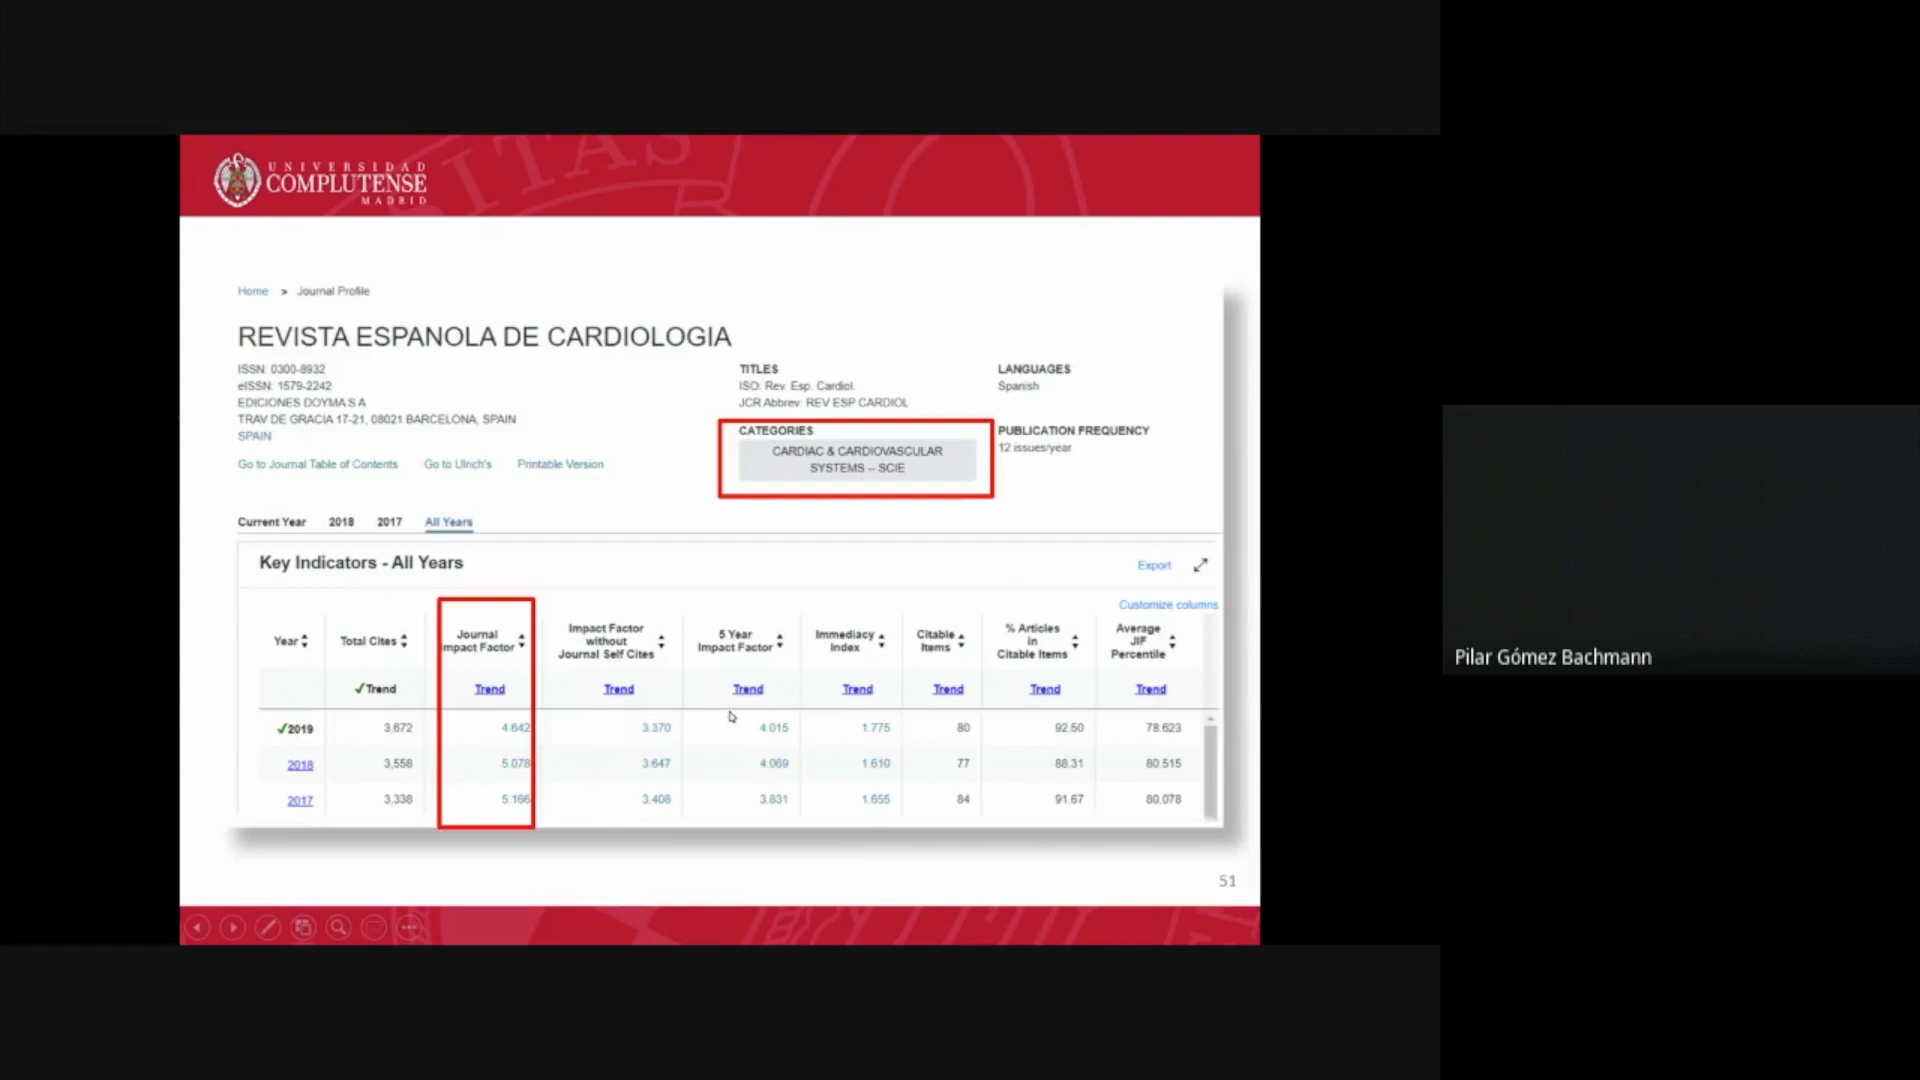 UNIVERSIDAD
COMPLUTENSE
MADRID
Home > Journal Profile
REVISTA ESPANOLA DE CARDIOLOGIA
ISSN: 0300-8932
eISSN: 1579-2242
EDICIONES DOYMA S A
TRAV DE GRACIA 17-21, 08021 BARCELONA, SPAIN
SPAIN
Go to Journal Table of Contents Go to Ulrich's Printable Version
TITLES
ISO: Rev. Esp. Cardiol.
JCR Abbrev: REV ESP CARDIOL
CATEGORIES
CARDIAC & CARDIOVASCULAR
SYSTEMS – SCIE
LANGUAGES
Spanish
PUBLICATION FREQUENCY
12 issues/year
Current Year 2018 2017 All Years
Key Indicators - All Years
Export
Customize columns
Year Total Cites Journal Impact Factor Impact Factor without Journal Self Cites 5 Year Impact Factor Immediacy Index Citable Items % Articles in Citable Items Average JIF Percentile
✓Trend Trend Trend Trend Trend Trend Trend Trend
✓2019 3,672 4.642 3.370 4.015 1.775 80 92.50 78.623
2018 3,558 5.078 3.647 4.069 1.610 77 88.31 80.515
2017 3,338 5.166 3.408 3.831 1.655 84 91.67 80.078
51
Pilar Gómez Bachmann